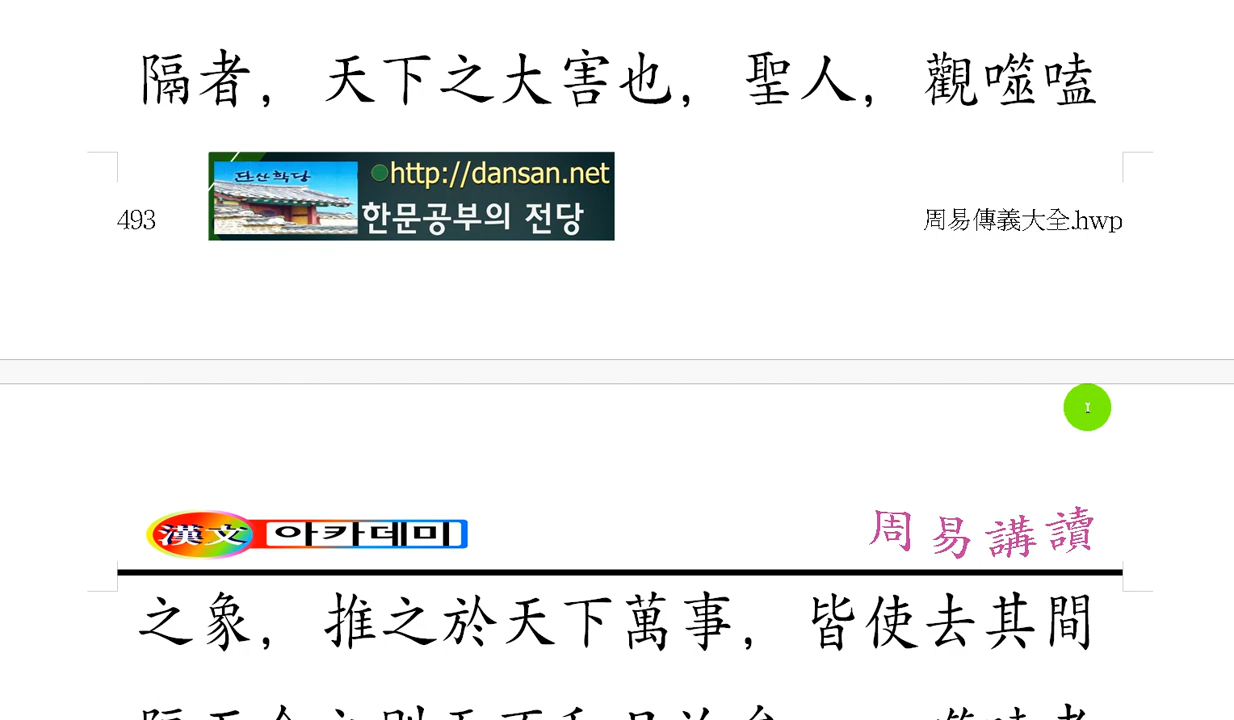 隔者, 天下之大害也, 聖人, 觀噬嗑
단산학당
http://dansan.net
한문공부의 전당
493
周易傳義大全.hwp
漢文 아카데미
周易講讀
之象, 推之於天下萬事, 皆使去其間